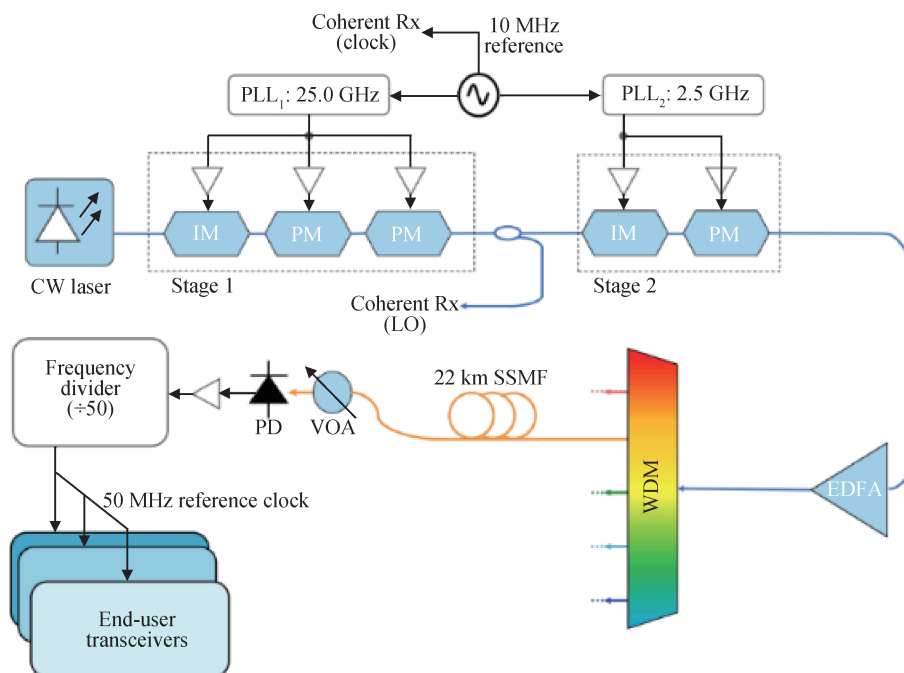 Coherent Rx
(clock)
10 MHz
reference
PLL₁: 25.0 GHz
PLL₂: 2.5 GHz
IM
PM
PM
IM
PM
CW laser
Stage 1
Stage 2
Coherent Rx
(LO)
Frequency
divider
(÷50)
PD
VOA
22 km SSMF
WDM
EDFA
50 MHz reference clock
End-user
transceivers